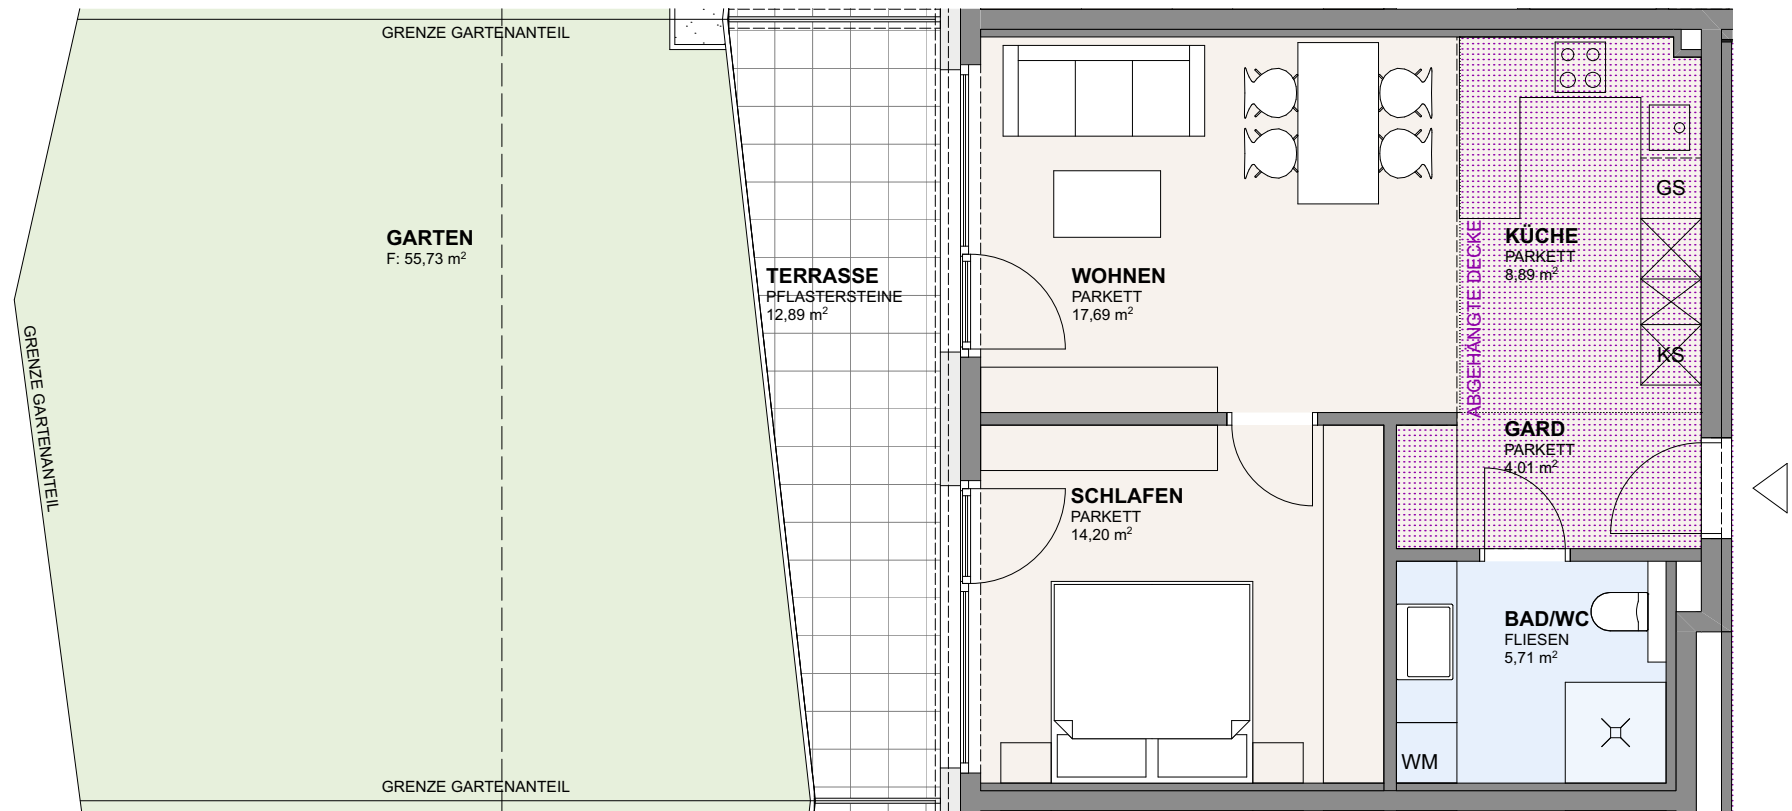 GRENZE GARTENANTEIL
GARTEN
F: 55,73 m²
GRENZE GARTENANTEIL
GRENZE GARTENANTEIL
TERRASSE
PFLASTERSTEINE
12,89 m²
WOHNEN
PARKETT
17,69 m²
ABGEHÄNGTE DECKE
KÜCHE
PARKETT
8,89 m²
GS
KS
GARD
PARKETT
4,01 m²
SCHLAFEN
PARKETT
14,20 m²
BAD/WC
FLIESEN
5,71 m²
WM